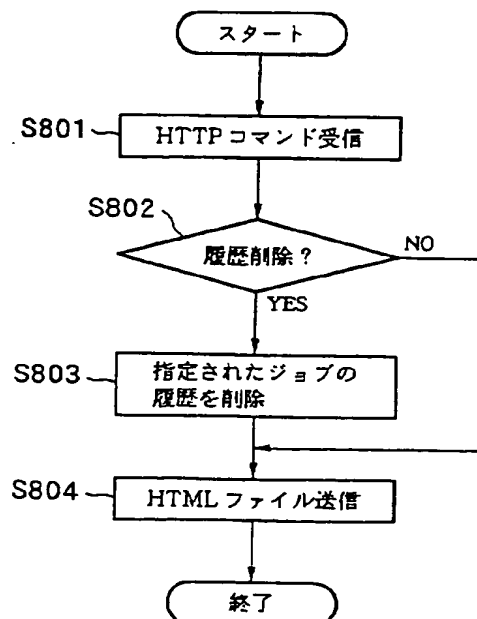 スタート
S801
HTTPコマンド受信
S802
履歴削除?
NO
YES
S803
指定されたジョブの
履歴を削除
S804
HTMLファイル送信
終了